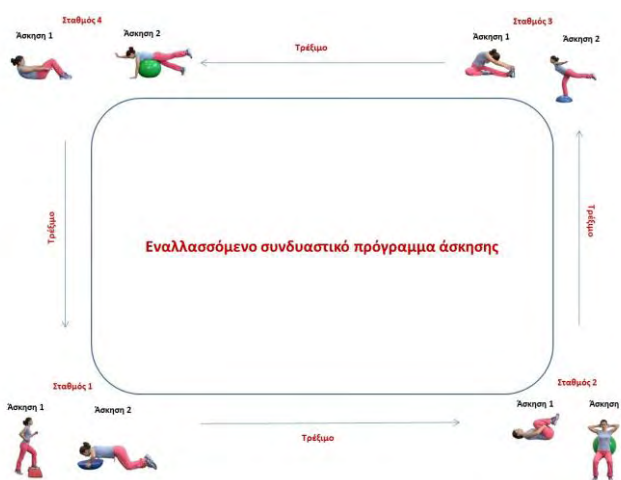 Σταθμός 4
Άσκηση 1
Άσκηση 2
Τρέξιμο
Σταθμός 3
Άσκηση 1
Άσκηση 2
Τρέξιμο
Εναλλασσόμενο συνδυαστικό πρόγραμμα άσκησης
Τρέξιμο
Σταθμός 1
Άσκηση 1
Άσκηση 2
Τρέξιμο
Σταθμός 2
Άσκηση 1
Άσκηση